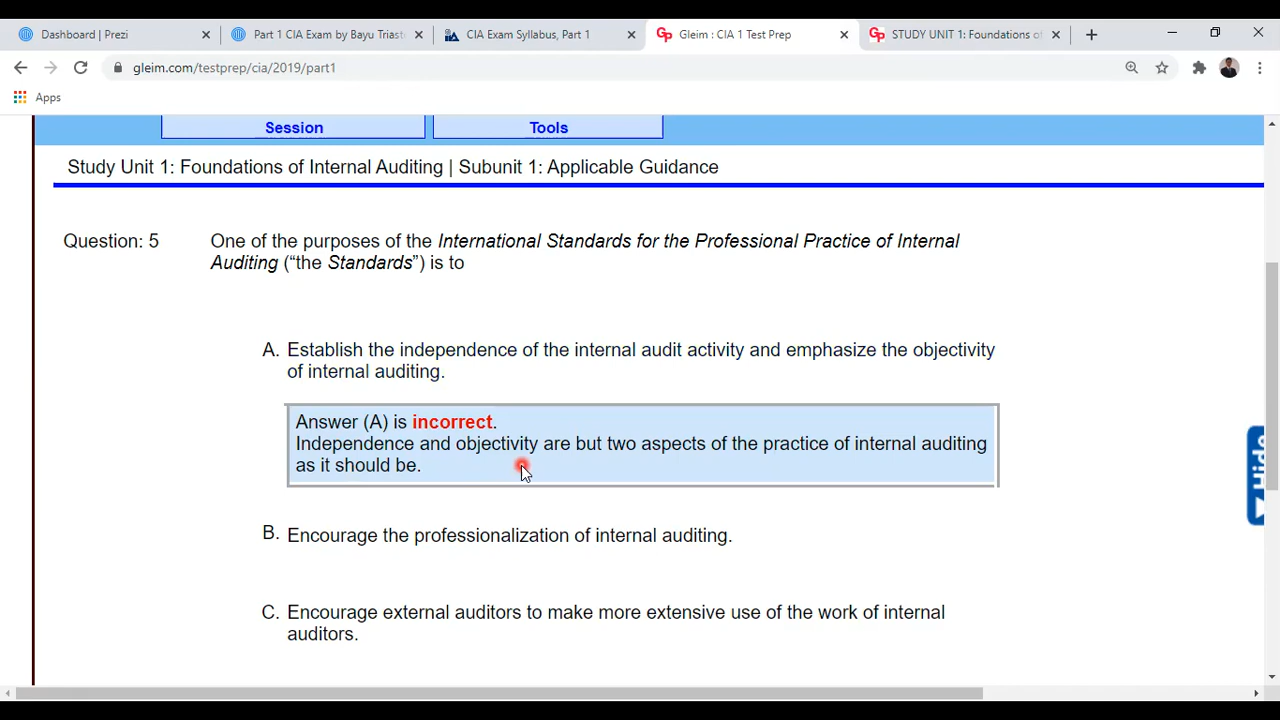 Dashboard | Prezi
Part 1 CIA Exam by Bayu TriaSt
CIA Exam Syllabus, Part 1
Gleim : CIA 1 Test Prep
STUDY UNIT 1: Foundations of
gleim.com/testprep/cia/2019/part1
Apps
Session
Tools
Study Unit 1: Foundations of Internal Auditing | Subunit 1: Applicable Guidance
Question: 5
One of the purposes of the International Standards for the Professional Practice of Internal
Auditing (“the Standards”) is to
A. Establish the independence of the internal audit activity and emphasize the objectivity
of internal auditing.
Answer (A) is incorrect.
Independence and objectivity are but two aspects of the practice of internal auditing
as it should be.
B. Encourage the professionalization of internal auditing.
C. Encourage external auditors to make more extensive use of the work of internal
auditors.
Hide